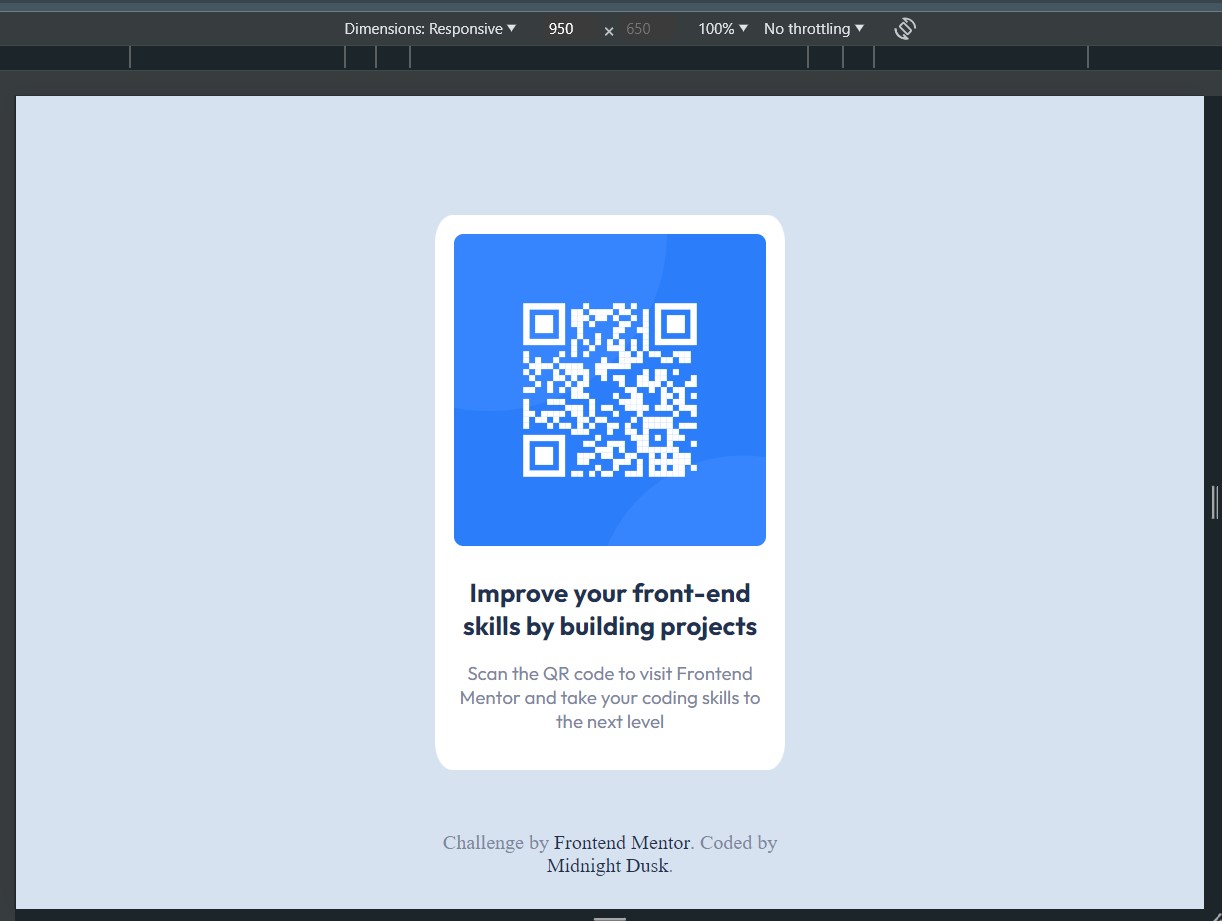 Dimensions: Responsive ▼ 950 × 650 100% ▼ No throttling ▼
Improve your front-end
skills by building projects
Scan the QR code to visit Frontend
Mentor and take your coding skills to
the next level
Challenge by Frontend Mentor. Coded by
Midnight Dusk.